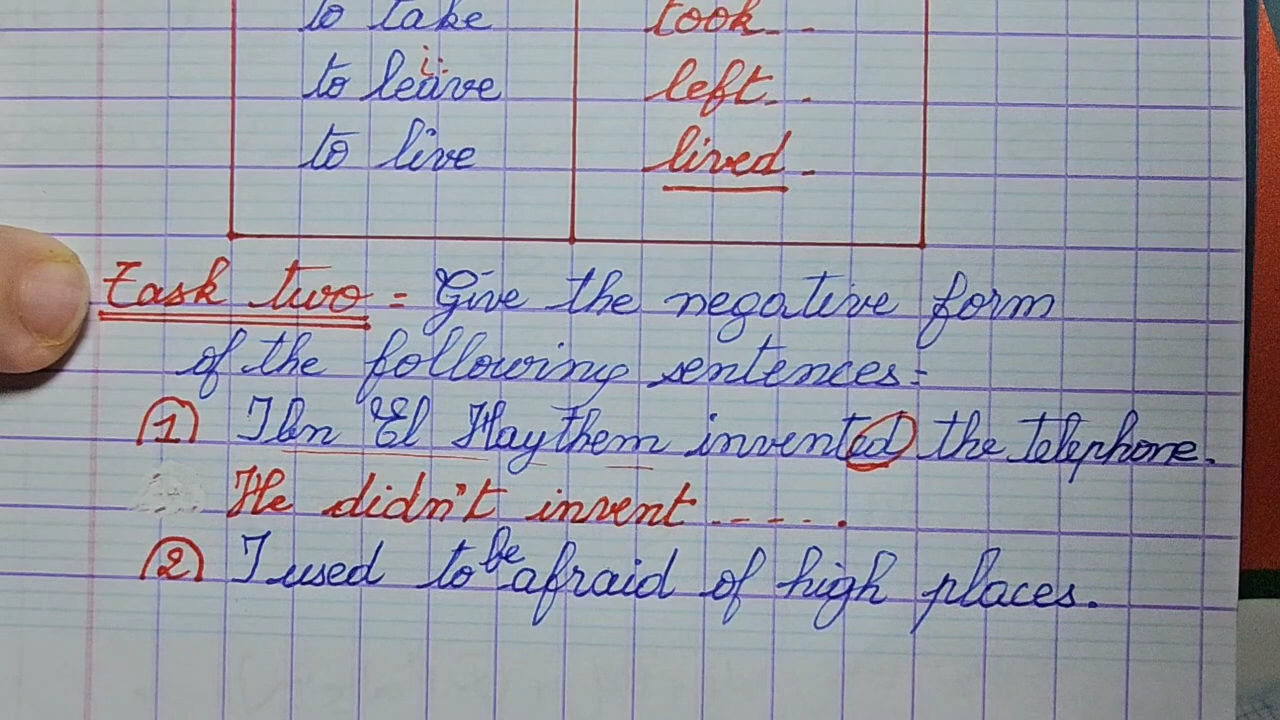 to take took...
to leave i.. left...
to live lived.
Task two = Give the negative form
of the following sentences:
(1) Ibn El Haythem invented the telephone.
He didn't invent ......
(2) I used to be afraid of high places.